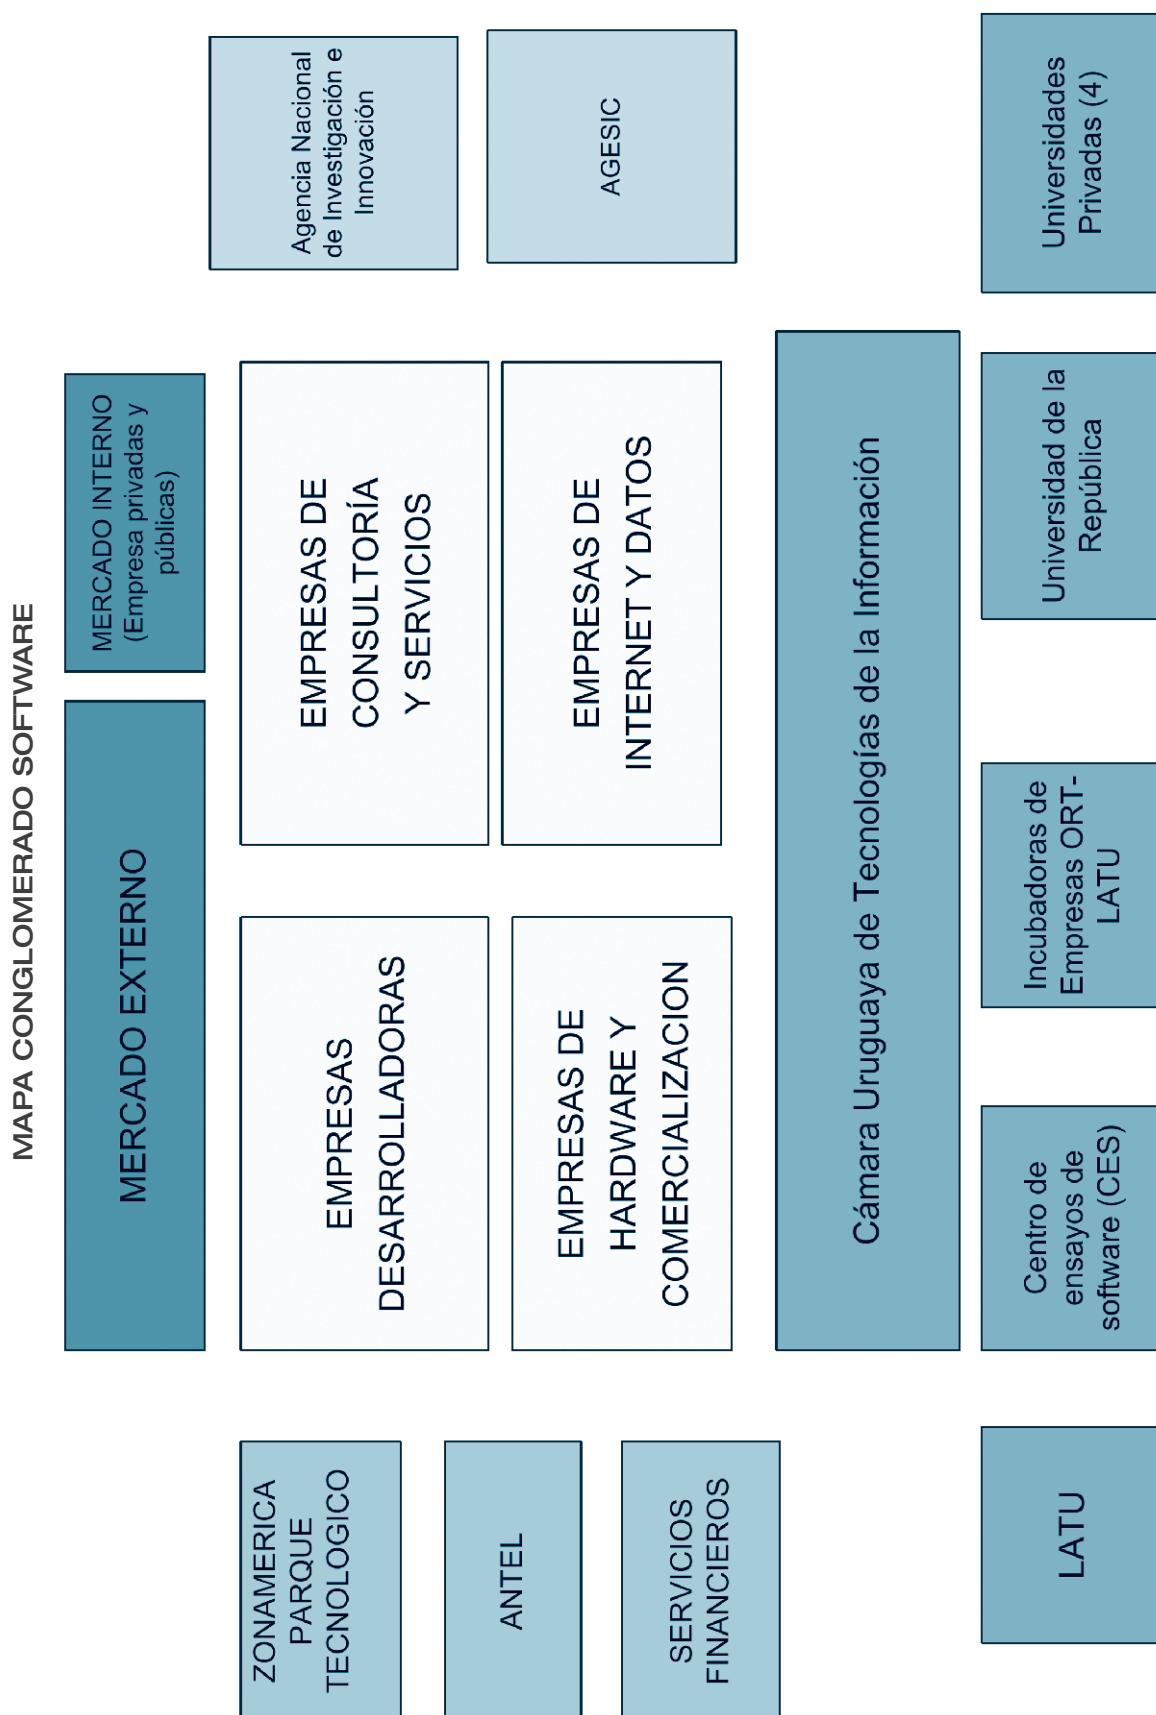 MAPA CONGLOMERADO SOFTWARE
MERCADO EXTERNO
MERCADO INTERNO
(Empresa privadas y
públicas)
ZONAMERICA
PARQUE
TECNOLOGICO
ANTEL
SERVICIOS
FINANCIEROS
EMPRESAS
DESARROLLADORAS
EMPRESAS DE
CONSULTORÍA
Y SERVICIOS
EMPRESAS DE
HARDWARE Y
COMERCIALIZACION
EMPRESAS DE
INTERNET Y DATOS
Agencia Nacional
de Investigación e
Innovación
AGESIC
Cámara Uruguaya de Tecnologías de la Información
LATU
Centro de
ensayos de
software (CES)
Incubadoras de
Empresas ORT-
LATU
Universidad de la
República
Universidades
Privadas (4)